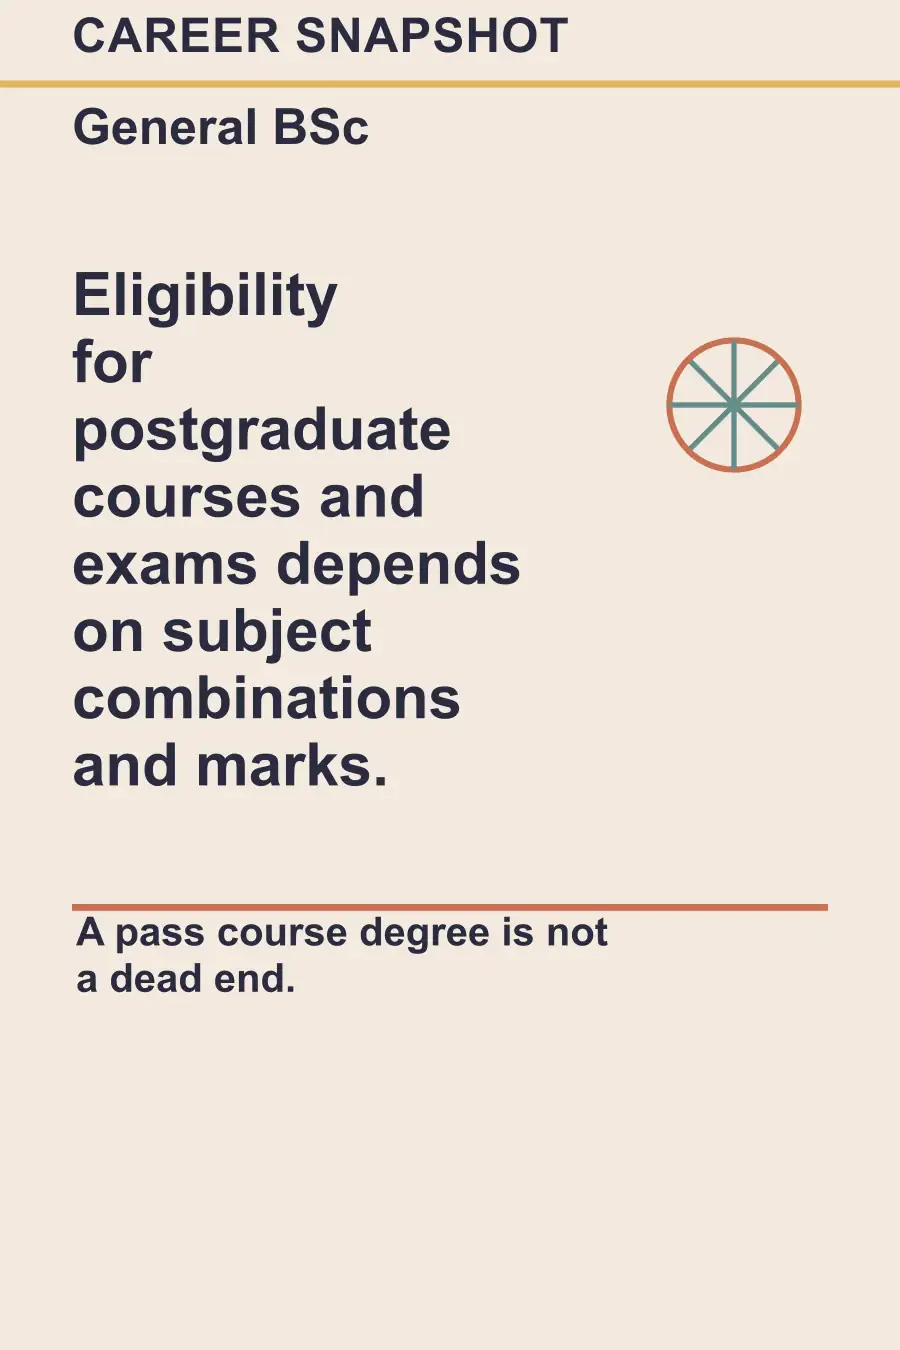 CAREER SNAPSHOT
General BSc
Eligibility
for
postgraduate
courses and
exams depends
on subject
combinations
and marks.
A pass course degree is not
a dead end.